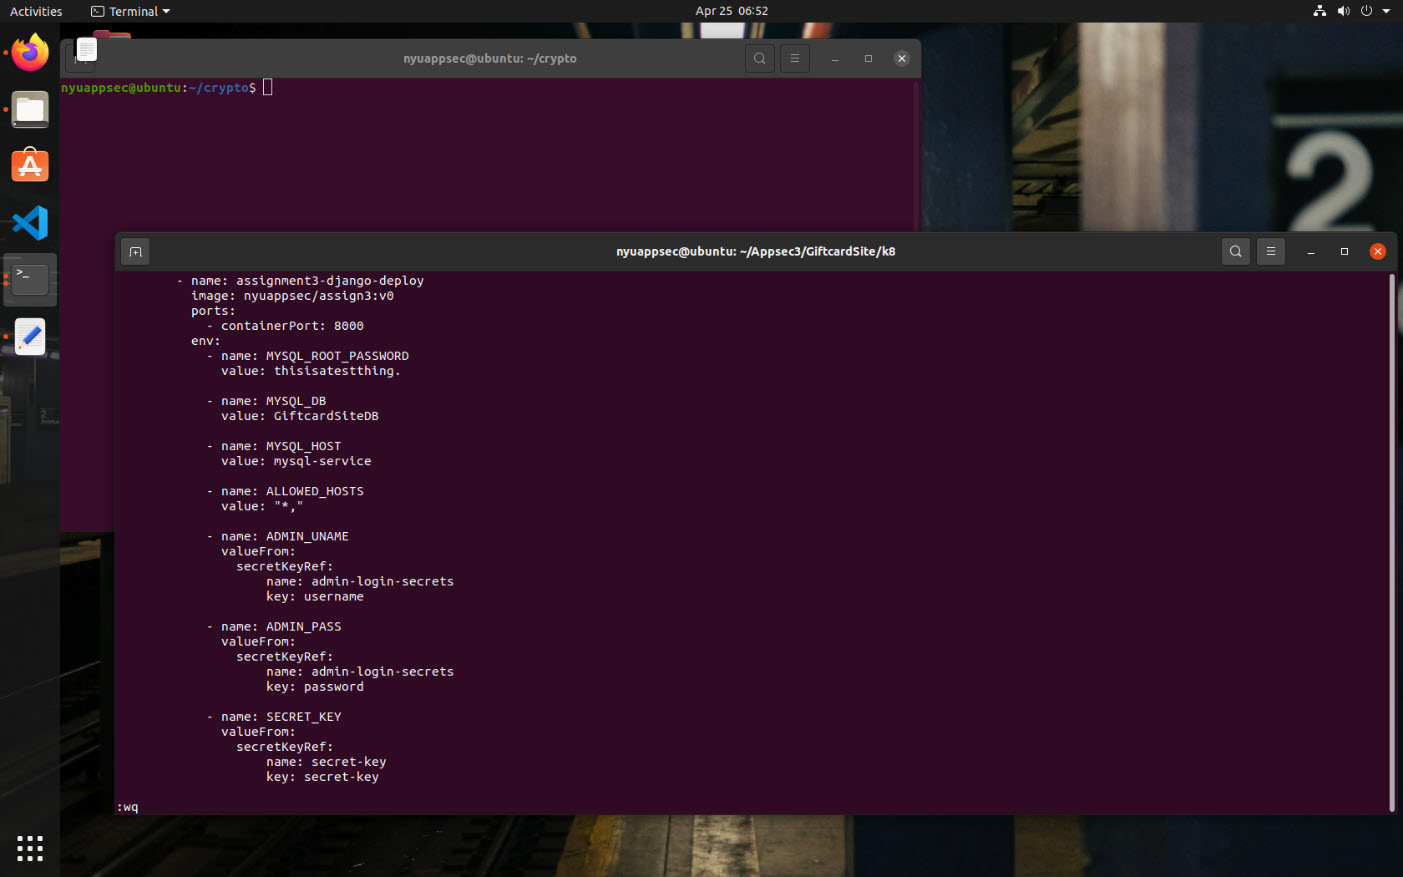 Activities
Terminal
Apr 25 06:52
nyuappsec@ubuntu: ~/crypto
nyuappsec@ubuntu:~/crypto$
2
nyuappsec@ubuntu: ~/Appsec3/GiftcardSite/k8
- name: assignment3-django-deploy
image: nyuappsec/assign3:v0
ports:
- containerPort: 8000
env:
- name: MYSQL_ROOT_PASSWORD
value: thisisatestthing.
- name: MYSQL_DB
value: GiftcardSiteDB
- name: MYSQL_HOST
value: mysql-service
- name: ALLOWED_HOSTS
value: "*,"
- name: ADMIN_UNAME
valueFrom:
secretKeyRef:
name: admin-login-secrets
key: username
- name: ADMIN_PASS
valueFrom:
secretKeyRef:
name: admin-login-secrets
key: password
- name: SECRET_KEY
valueFrom:
secretKeyRef:
name: secret-key
key: secret-key
:wq